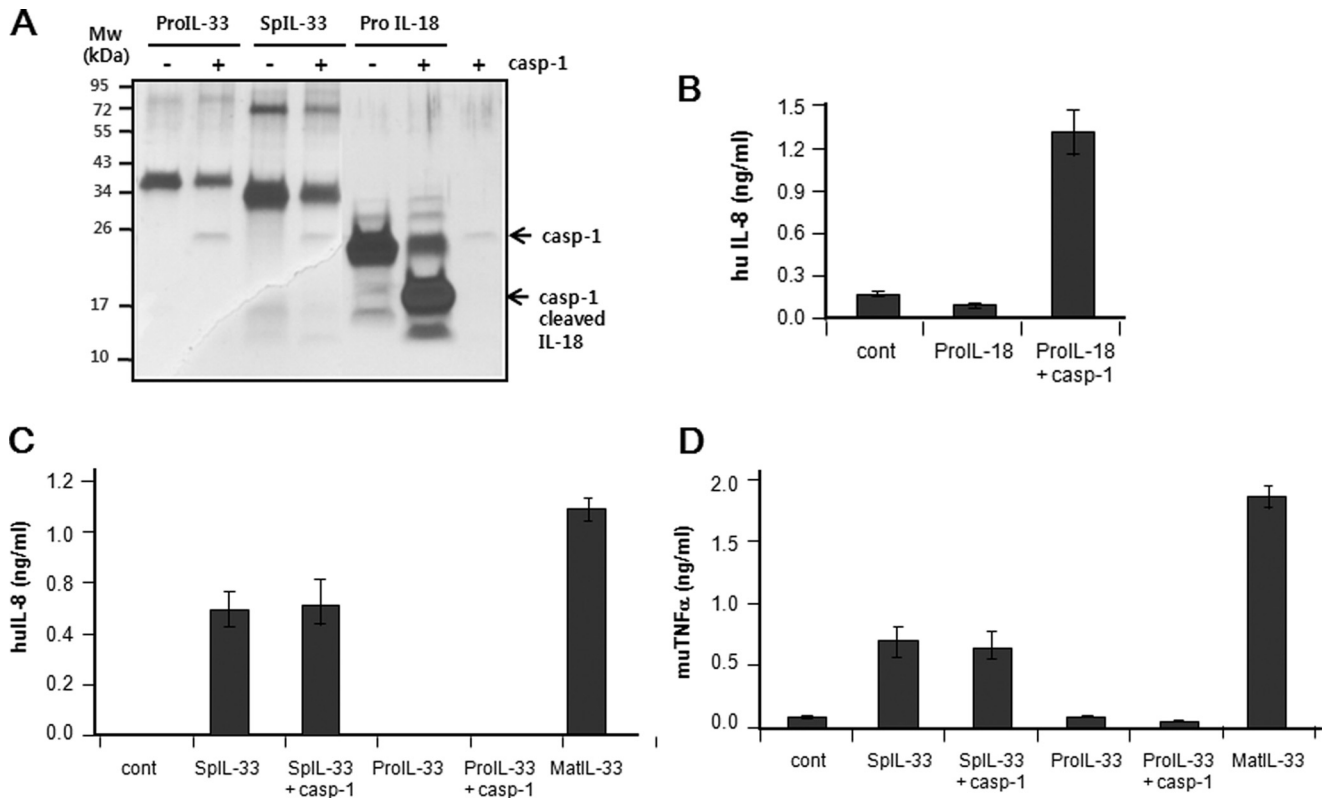 A
Mw
(kDa)
ProIL-33 SpIL-33 Pro IL-18
- + - + - + + casp-1
95
72
55
43
34
26
17
10
casp-1
casp-1
cleaved
IL-18
B
hu IL-8 (ng/ml)
1.5
1.2
0.9
0.6
0.3
0.0
cont ProIL-18 ProIL-18
+ casp-1
C
huIL-8 (ng/ml)
1.2
1.0
0.8
0.4
0.2
0.0
cont SpIL-33 SpIL-33 ProIL-33 ProIL-33 MatIL-33
+ casp-1 + casp-1
D
muTNFα (ng/ml)
2.0
1.5
1.0
0.5
0.0
cont SpIL-33 SpIL-33 ProIL-33 ProIL-33 MatIL-33
+ casp-1 + casp-1